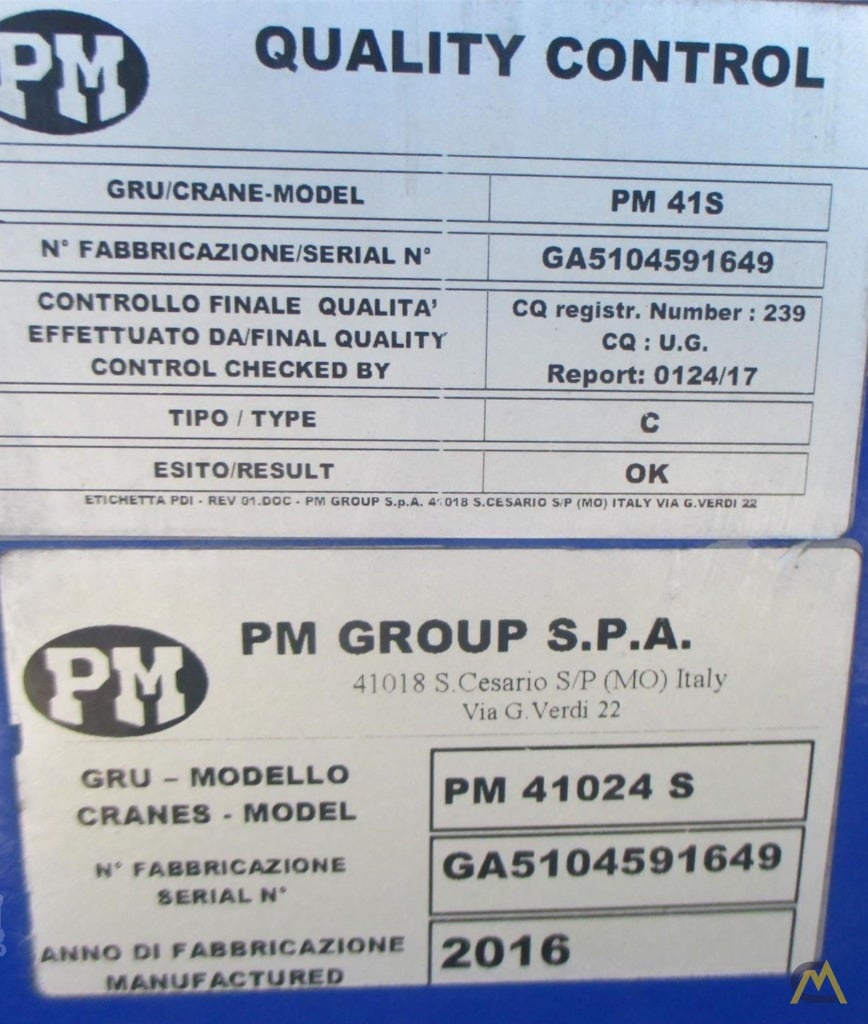 PM
QUALITY CONTROL
GRU/CRANE-MODEL
PM 41S
N° FABBRICAZIONE/SERIAL N°
GA5104591649
CONTROLLO FINALE QUALITA'
EFFETTUATO DA/FINAL QUALITY
CONTROL CHECKED BY
CQ registr. Number : 239
CQ : U.G.
Report: 0124/17
TIPO / TYPE
C
ESITO/RESULT
OK
ETICHETTA PDI - REV 01.DOC - PM GROUP S.p.A. 41018 S.CESARIO S/P (MO) ITALY VIA G.VERDI 22
PM
PM GROUP S.P.A.
41018 S.Cesario S/P (MO) Italy
Via G.Verdi 22
GRU – MODELLO
CRANES - MODEL
PM 41024 S
N° FABBRICAZIONE
SERIAL N°
GA5104591649
ANNO DI FABBRICAZIONE
MANUFACTURED
2016